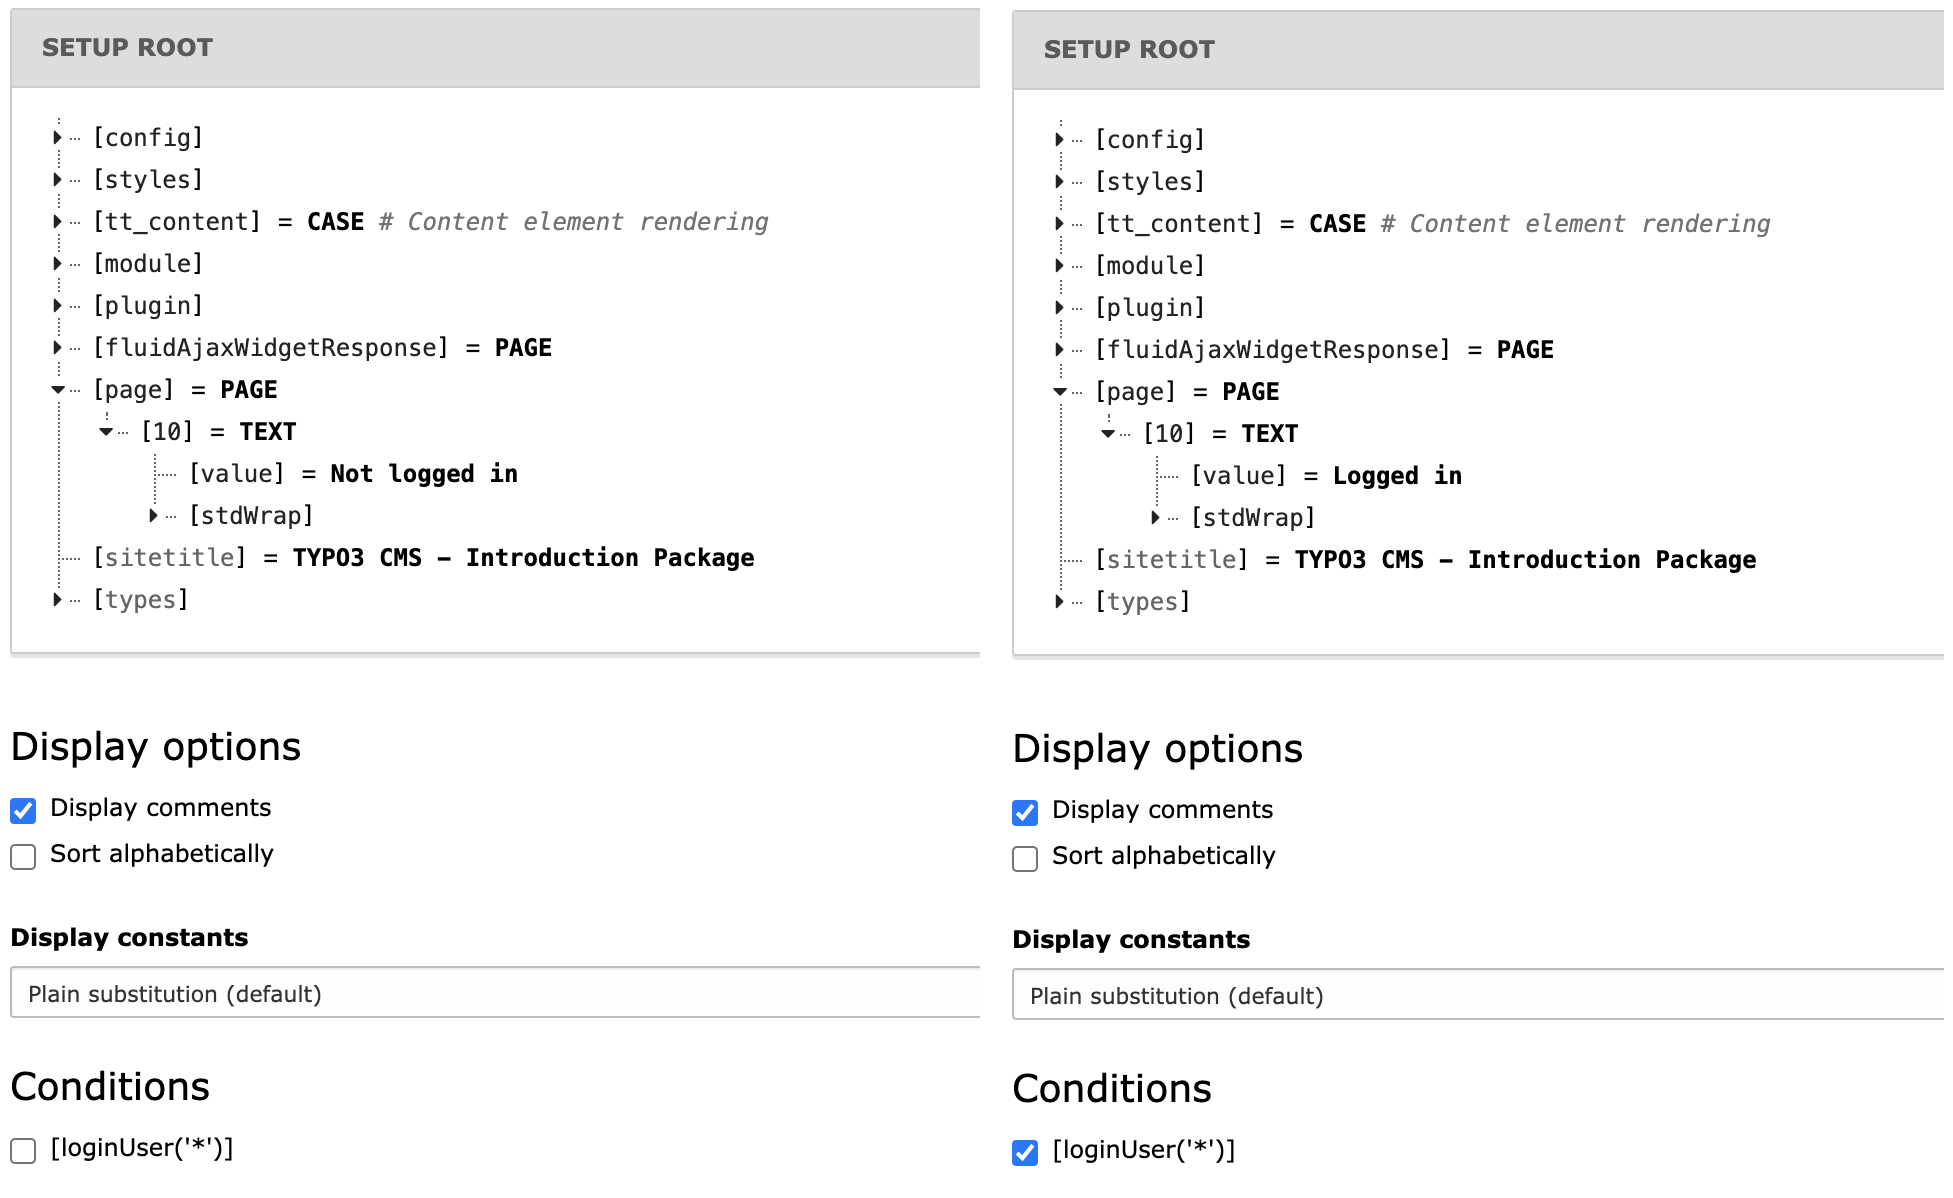 SETUP ROOT
[config]
[styles]
[tt_content] = CASE # Content element rendering
[module]
[plugin]
[fluidAjaxWidgetResponse] = PAGE
[page] = PAGE
[10] = TEXT
[value] = Not logged in
[stdWrap]
[sitetitle] = TYPO3 CMS – Introduction Package
[types]
Display options
Display comments
Sort alphabetically
Display constants
Plain substitution (default)
Conditions
[loginUser('*')]
SETUP ROOT
[config]
[styles]
[tt_content] = CASE # Content element rendering
[module]
[plugin]
[fluidAjaxWidgetResponse] = PAGE
[page] = PAGE
[10] = TEXT
[value] = Logged in
[stdWrap]
[sitetitle] = TYPO3 CMS – Introduction Package
[types]
Display options
Display comments
Sort alphabetically
Display constants
Plain substitution (default)
Conditions
[loginUser('*')]